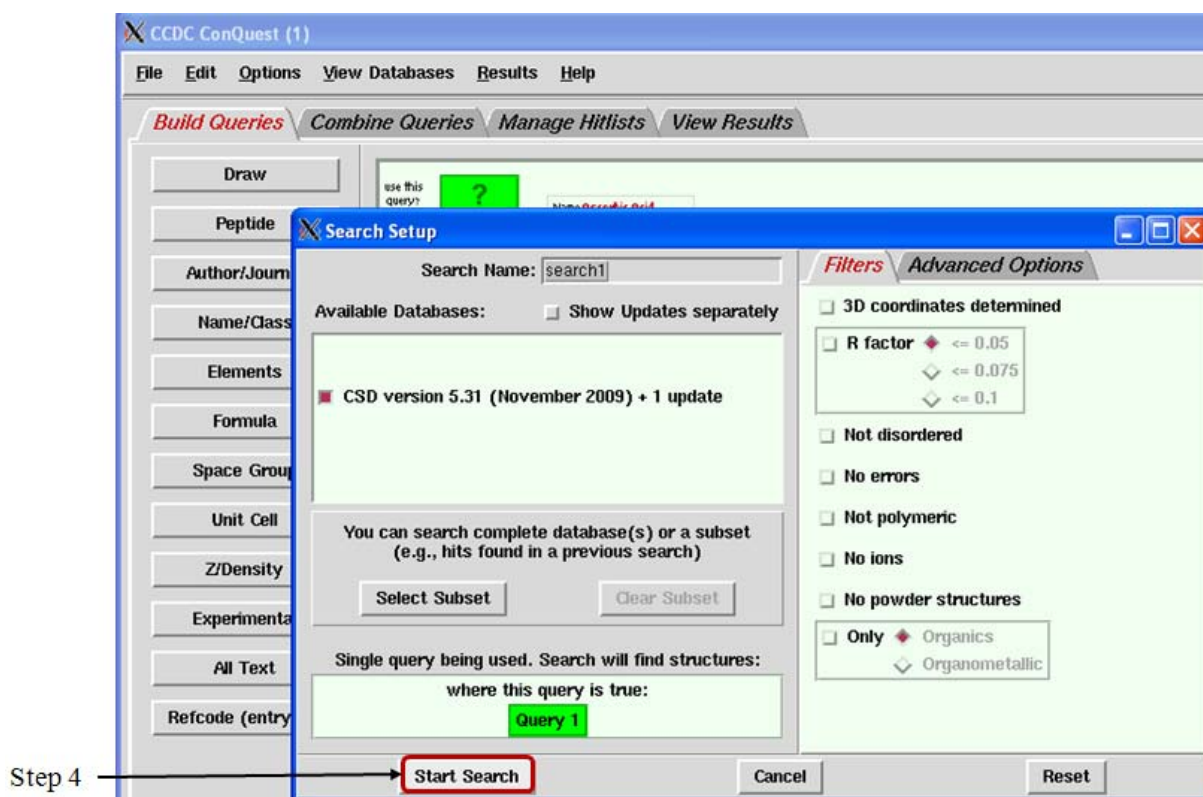 CCDC ConQuest (1)
File Edit Options View Databases Results Help
Build Queries Combine Queries Manage Hitlists View Results
Draw
Peptide
Author/Journ
Name/Class
Elements
Formula
Space Grou
Unit Cell
Z/Density
Experimenta
All Text
Refcode (entry
use this
query?
?
Search Setup
Search Name: search1
Available Databases: Show Updates separately
CSD version 5.31 (November 2009) + 1 update
You can search complete database(s) or a subset
(e.g., hits found in a previous search)
Select Subset Clear Subset
Single query being used. Search will find structures:
where this query is true:
Query 1
Filters Advanced Options
3D coordinates determined
R factor <= 0.05
<= 0.075
<= 0.1
Not disordered
No errors
Not polymeric
No ions
No powder structures
Only Organics
Organometallic
Step 4
Start Search Cancel Reset